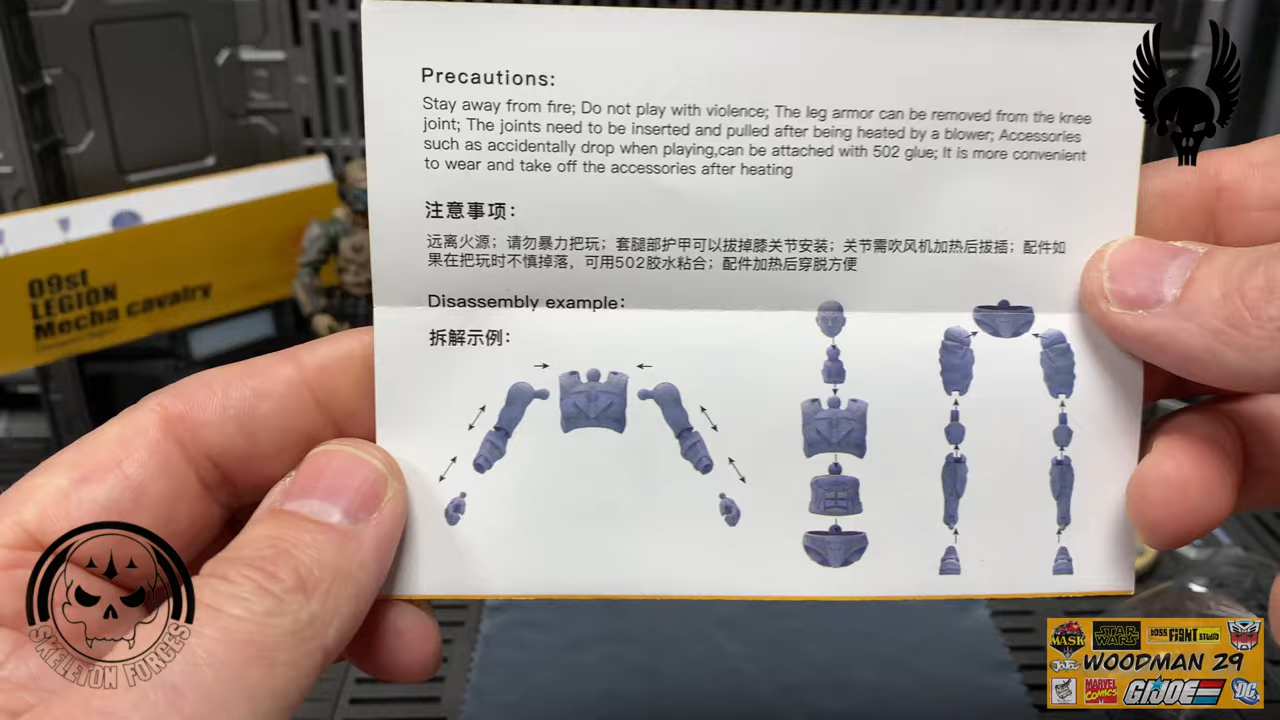 Precautions:
Stay away from fire; Do not play with violence; The leg armor can be removed from the knee
joint; The joints need to be inserted and pulled after being heated by a blower; Accessories
such as accidentally drop when playing,can be attached with 502 glue; It is more convenient
to wear and take off the accessories after heating
注意事项：
远离火源；请勿暴力把玩；套腿部护甲可以拔掉膝关节安装；关节需吹风机加热后拔插；配件如
果在把玩时不慎掉落，可用502胶水粘合；配件加热后穿脱方便
Disassembly example:
拆解示例：
09st
LEGION
Mecha cavalry
SKELETON FORCES
MASK
STAR WARS
BOSS FIGHT STUDIO
WOODMAN 29
MARVEL COMICS
GI JOE
DC